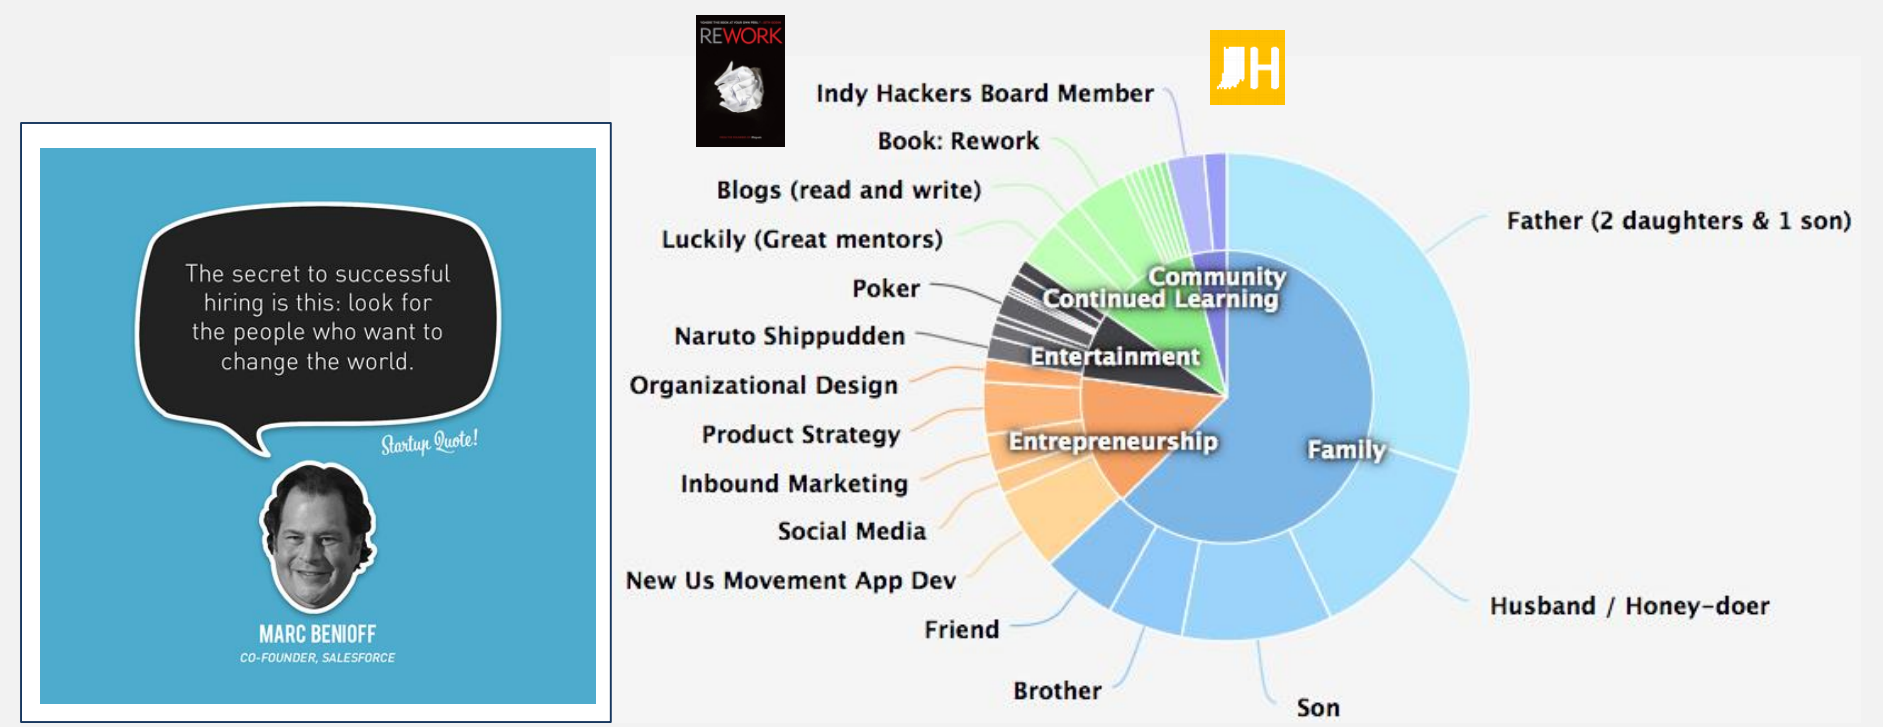 The secret to successful
hiring is this: look for
the people who want to
change the world.
Startup Quote!
MARC BENIOFF
CO-FOUNDER, SALESFORCE
REWORK
H
Indy Hackers Board Member
Book: Rework
Blogs (read and write)
Luckily (Great mentors)
Poker
Naruto Shippudden
Organizational Design
Product Strategy
Inbound Marketing
Social Media
New Us Movement App Dev
Friend
Brother
Son
Husband / Honey-doer
Father (2 daughters & 1 son)
Community
Continued Learning
Entertainment
Entrepreneurship
Family